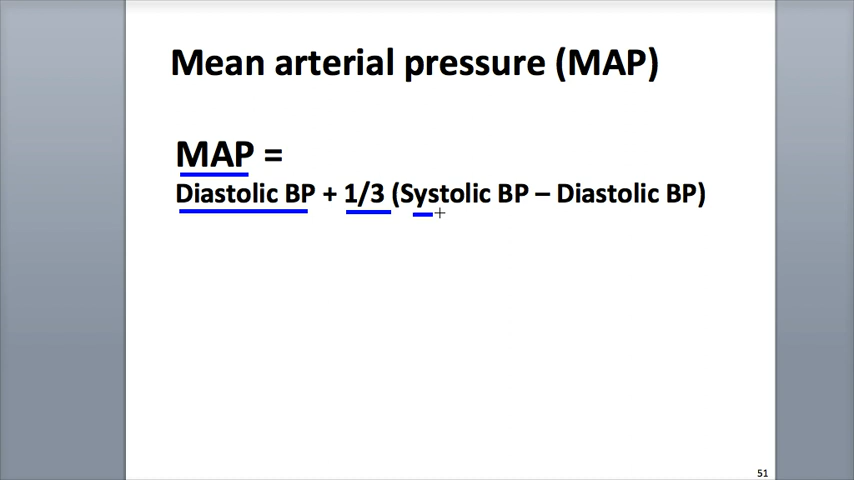 Mean arterial pressure (MAP)
MAP =
Diastolic BP + 1/3 (Systolic BP – Diastolic BP)
51